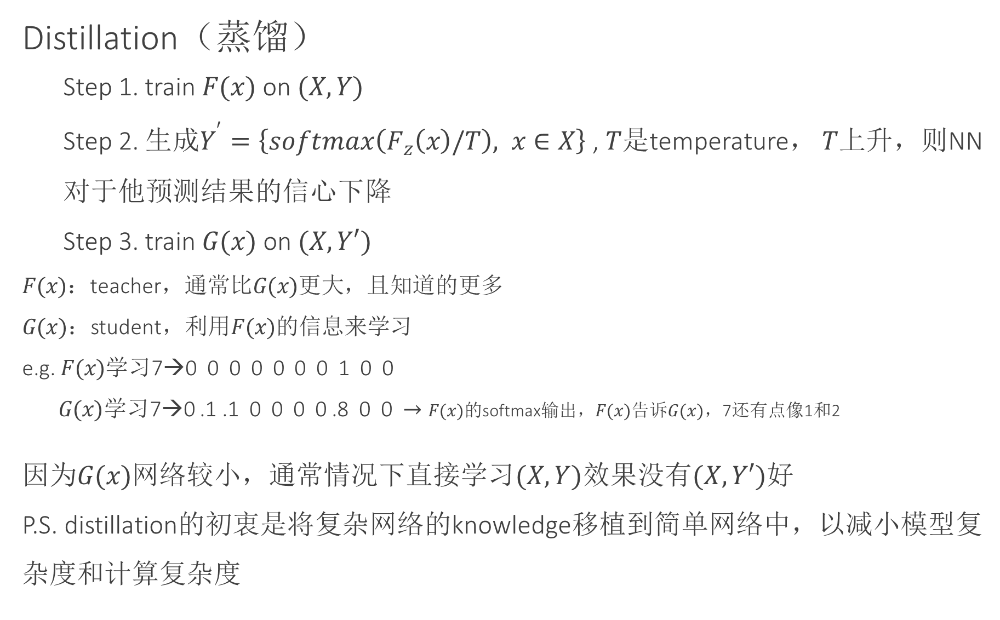 Distillation（蒸馏）
Step 1. train F(x) on (X, Y)
Step 2. 生成Y′ = {softmax(F_z(x)/T), x ∈ X} , T是temperature， T上升，则NN
对于他预测结果的信心下降
Step 3. train G(x) on (X, Y′)
F(x)：teacher，通常比G(x)更大，且知道的更多
G(x)：student，利用F(x)的信息来学习
e.g. F(x)学习7→0 0 0 0 0 0 0 1 0 0
G(x)学习7→0 .1 .1 0 0 0 0 .8 0 0 → F(x)的softmax输出，F(x)告诉G(x)，7还有点像1和2
因为G(x)网络较小，通常情况下直接学习(X, Y)效果没有(X, Y′)好
P.S. distillation的初衷是将复杂网络的knowledge移植到简单网络中，以减小模型复
杂度和计算复杂度